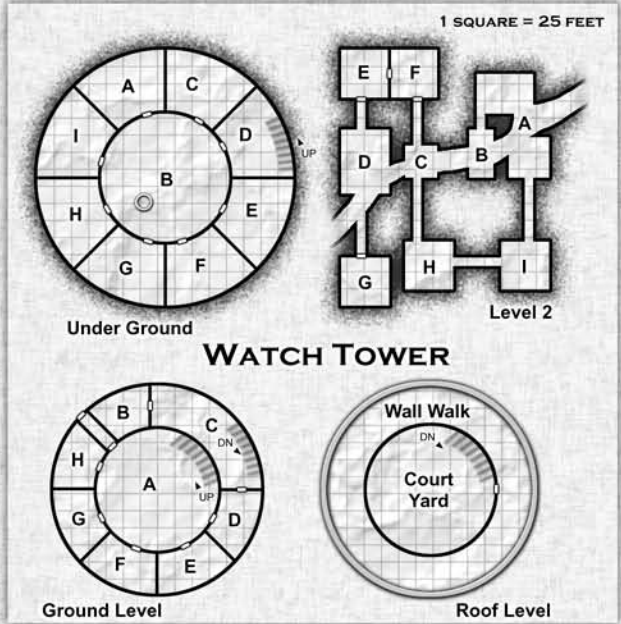 1 SQUARE = 25 FEET
A C
I D
UP
B
H E
G F
Under Ground
E F
A
D C B
G H I
Level 2
WATCH TOWER
B C
DN
H A
UP
G D
F E
Ground Level
Wall Walk
DN
Court
Yard
Roof Level